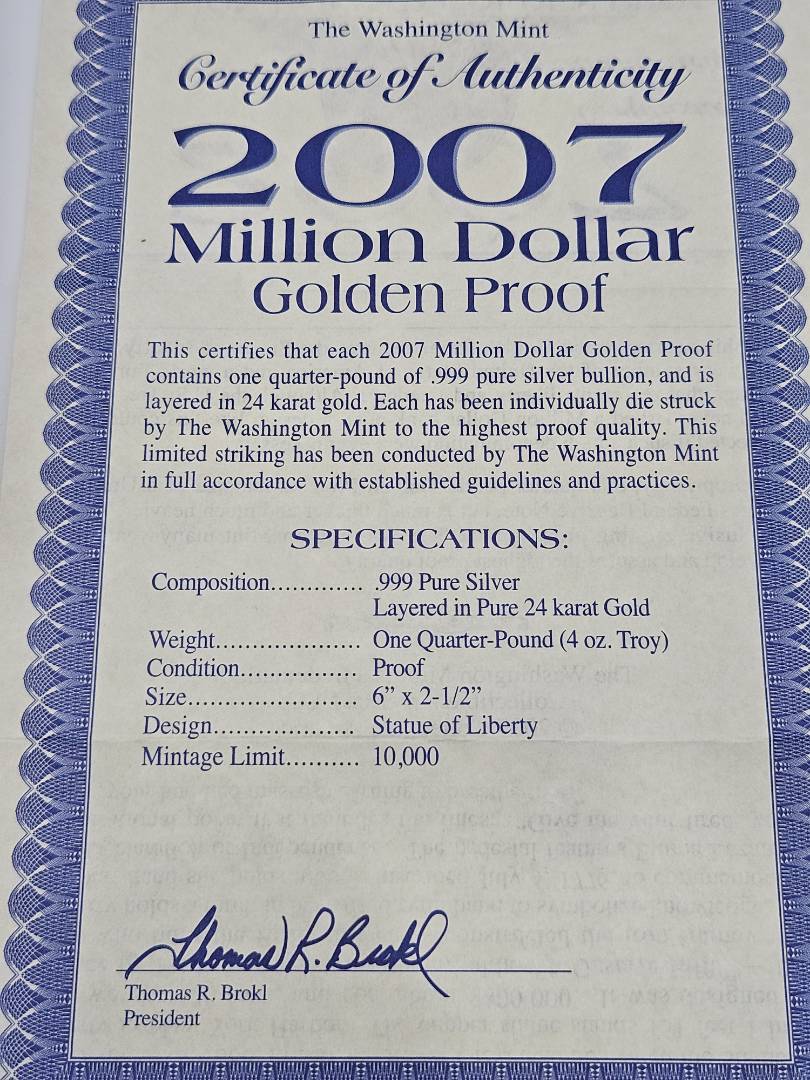 The Washington Mint
Certificate of Authenticity
2007
Million Dollar
Golden Proof
This certifies that each 2007 Million Dollar Golden Proof
contains one quarter-pound of .999 pure silver bullion, and is
layered in 24 karat gold. Each has been individually die struck
by The Washington Mint to the highest proof quality. This
limited striking has been conducted by The Washington Mint
in full accordance with established guidelines and practices.
SPECIFICATIONS:
Composition............. .999 Pure Silver
Layered in Pure 24 karat Gold
Weight.................... One Quarter-Pound (4 oz. Troy)
Condition................ Proof
Size....................... 6” x 2-1/2”
Design................... Statue of Liberty
Mintage Limit.......... 10,000
Thomas R. Brokl
Thomas R. Brokl
President